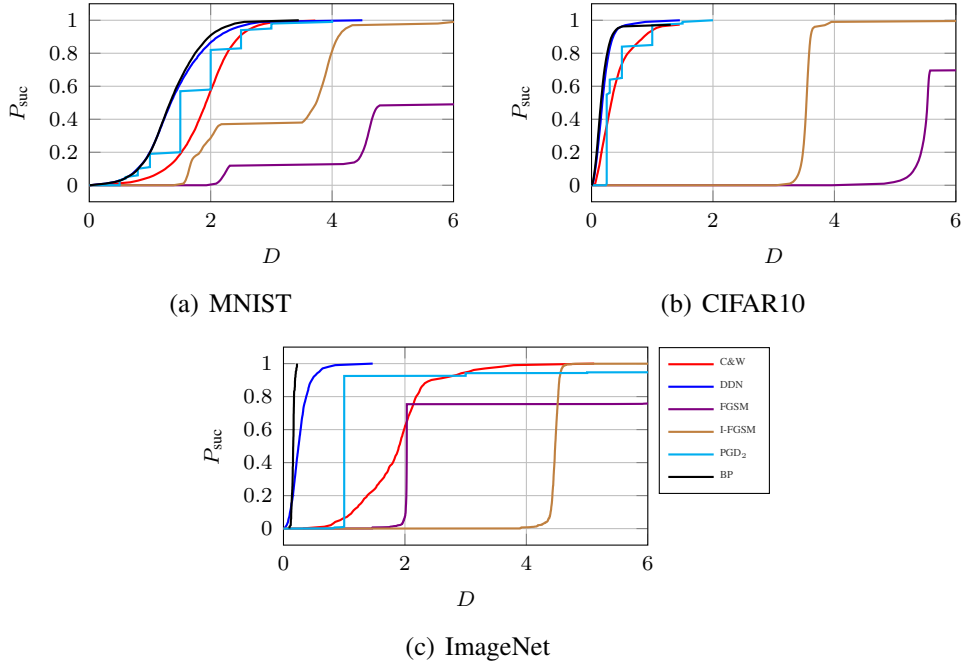 1
0.8
0.6
0.4
0.2
0
P_suc
0 2 4 6
D
(a) MNIST
1
0.8
0.6
0.4
0.2
0
P_suc
0 2 4 6
D
(b) CIFAR10
1
0.8
0.6
0.4
0.2
0
P_suc
0 2 4 6
D
C&W
DDN
FGSM
I-FGSM
PGD₂
BP
(c) ImageNet